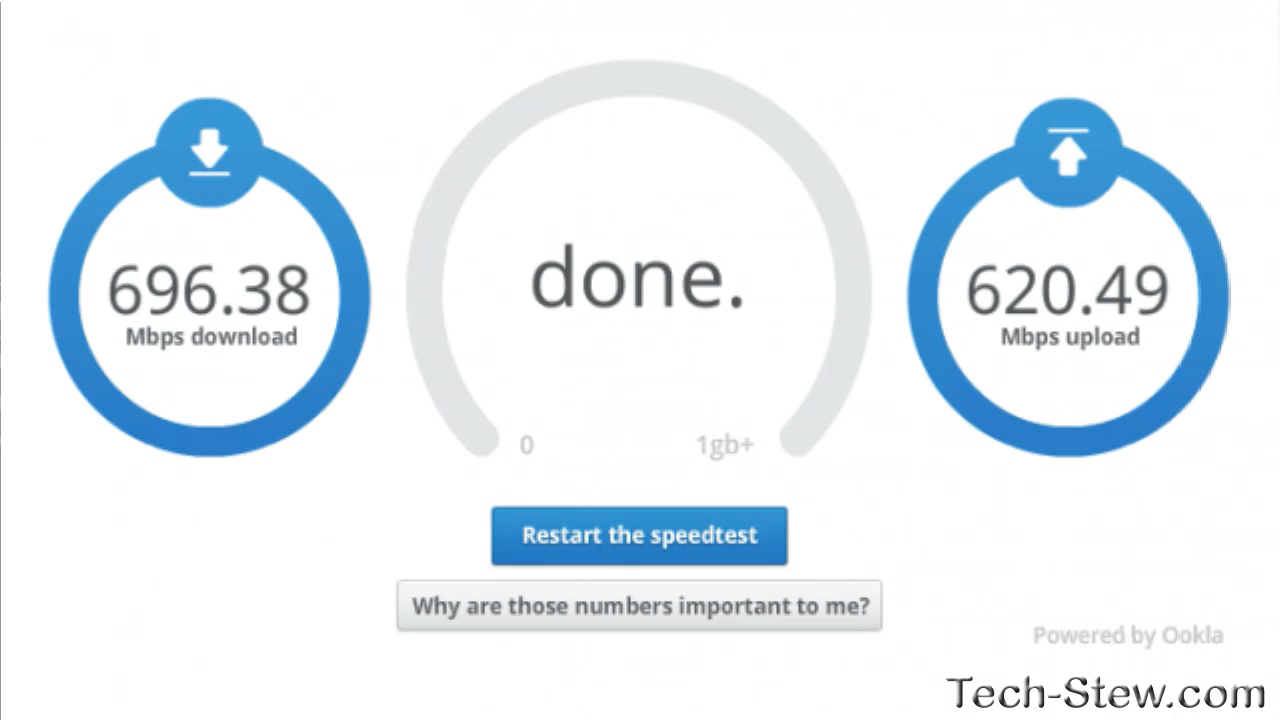 696.38
Mbps download
done.
0
1gb+
620.49
Mbps upload
Restart the speedtest
Why are those numbers important to me?
Powered by Ookla
Tech-Stew.com